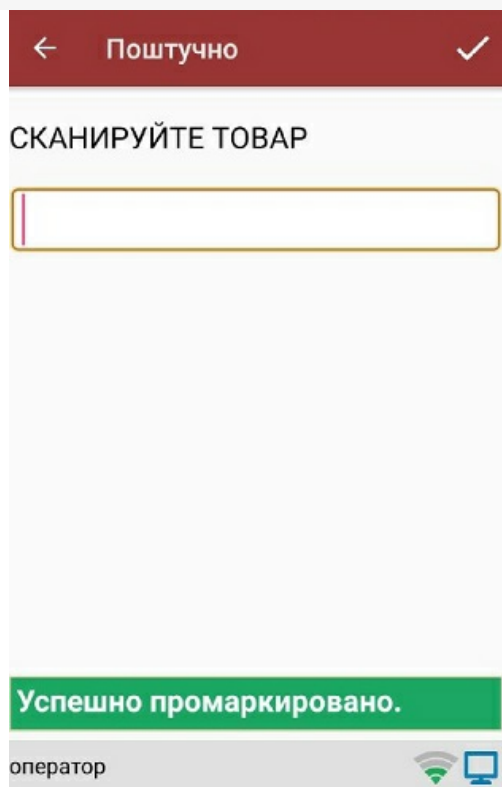 Поштучно
СКАНИРУЙТЕ ТОВАР
Успешно промаркировано.
оператор